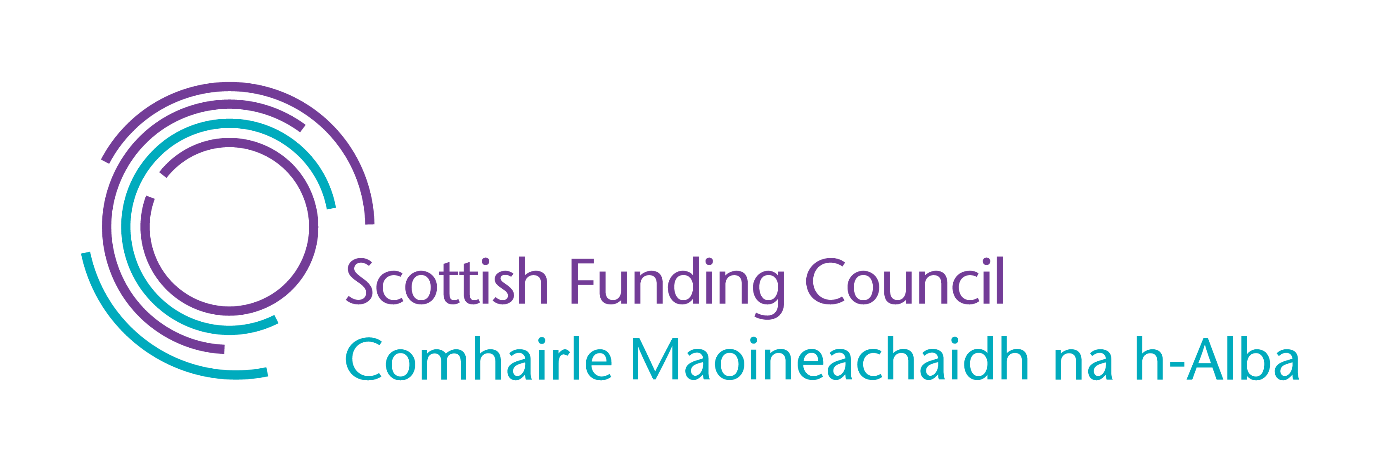 Scottish Funding Council
Comhairle Maoineachaidh na h-Alba